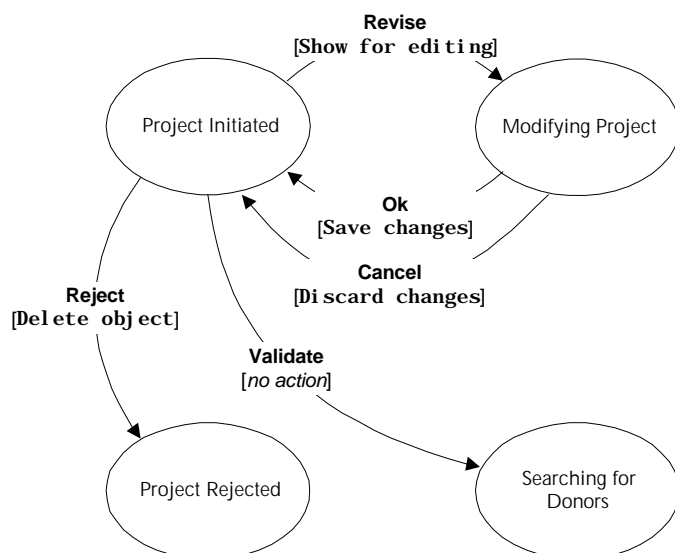 Revise
[Show for editing]
Project Initiated
Modifying Project
Ok
[Save changes]
Cancel
[Discard changes]
Reject
[Delete object]
Validate
[no action]
Project Rejected
Searching for
Donors